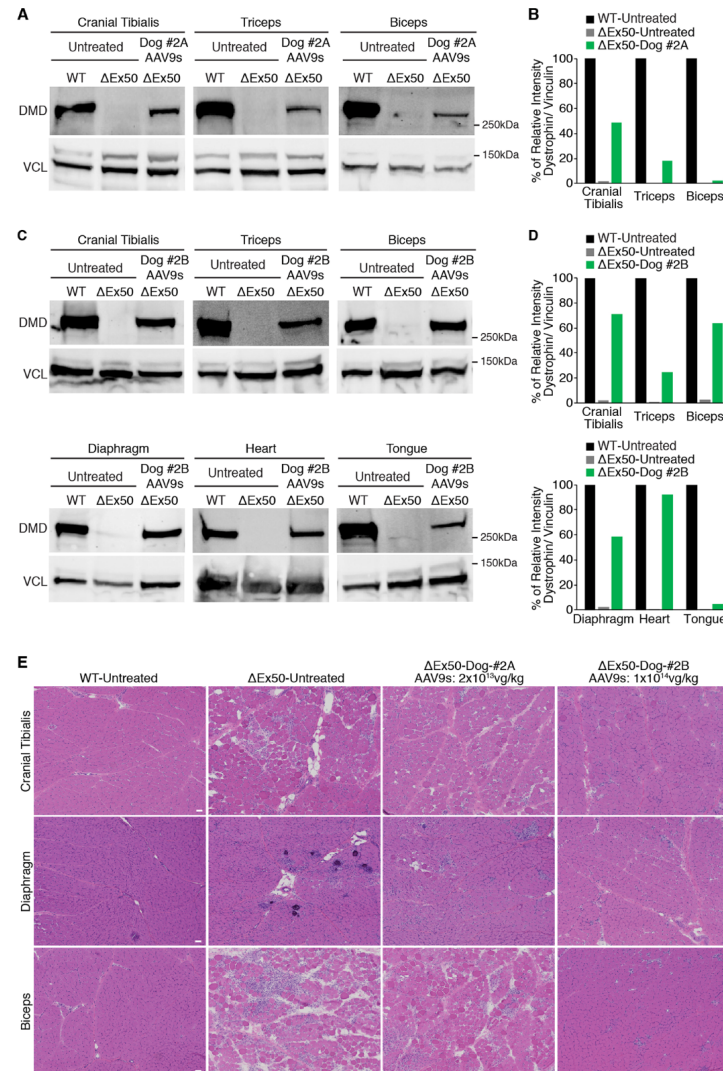 A
Cranial Tibialis Triceps Biceps
Untreated Dog #2A AAV9s Untreated Dog #2A AAV9s Untreated Dog #2A AAV9s
WT ΔEx50 ΔEx50 WT ΔEx50 ΔEx50 WT ΔEx50 ΔEx50
DMD
250kDa
150kDa
VCL
B
WT-Untreated
ΔEx50-Untreated
ΔEx50-Dog #2A
% of Relative Intensity
Dystrophin/ Vinculin
100
80
60
40
20
0
Cranial Tibialis Triceps Biceps
C
Cranial Tibialis Triceps Biceps
Untreated Dog #2B AAV9s Untreated Dog #2B AAV9s Untreated Dog #2B AAV9s
WT ΔEx50 ΔEx50 WT ΔEx50 ΔEx50 WT ΔEx50 ΔEx50
DMD
250kDa
150kDa
VCL
Diaphragm Heart Tongue
Untreated Dog #2B AAV9s Untreated Dog #2B AAV9s Untreated Dog #2B AAV9s
WT ΔEx50 ΔEx50 WT ΔEx50 ΔEx50 WT ΔEx50 ΔEx50
DMD
250kDa
150kDa
VCL
D
WT-Untreated
ΔEx50-Untreated
ΔEx50-Dog #2B
% of Relative Intensity
Dystrophin/ Vinculin
100
80
60
40
20
0
Cranial Tibialis Triceps Biceps
WT-Untreated
ΔEx50-Untreated
ΔEx50-Dog #2B
% of Relative Intensity
Dystrophin/ Vinculin
100
80
60
40
20
0
Diaphragm Heart Tongue
E
WT-Untreated ΔEx50-Untreated ΔEx50-Dog-#2A AAV9s: 2x10¹³vg/kg ΔEx50-Dog-#2B AAV9s: 1x10¹⁴vg/kg
Cranial Tibialis
Diaphragm
Biceps